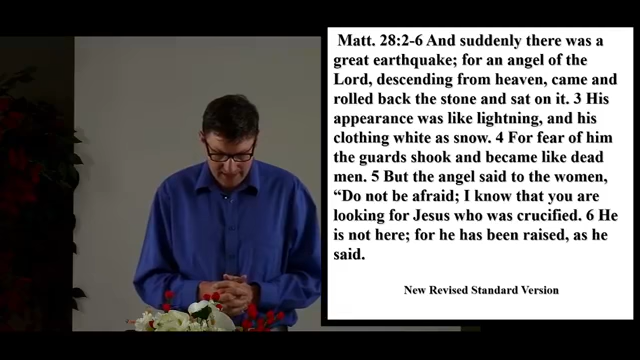 Matt. 28:2-6 And suddenly there was a
great earthquake; for an angel of the
Lord, descending from heaven, came and
rolled back the stone and sat on it. 3 His
appearance was like lightning, and his
clothing white as snow. 4 For fear of him
the guards shook and became like dead
men. 5 But the angel said to the women,
“Do not be afraid; I know that you are
looking for Jesus who was crucified. 6 He
is not here; for he has been raised, as he
said.
New Revised Standard Version